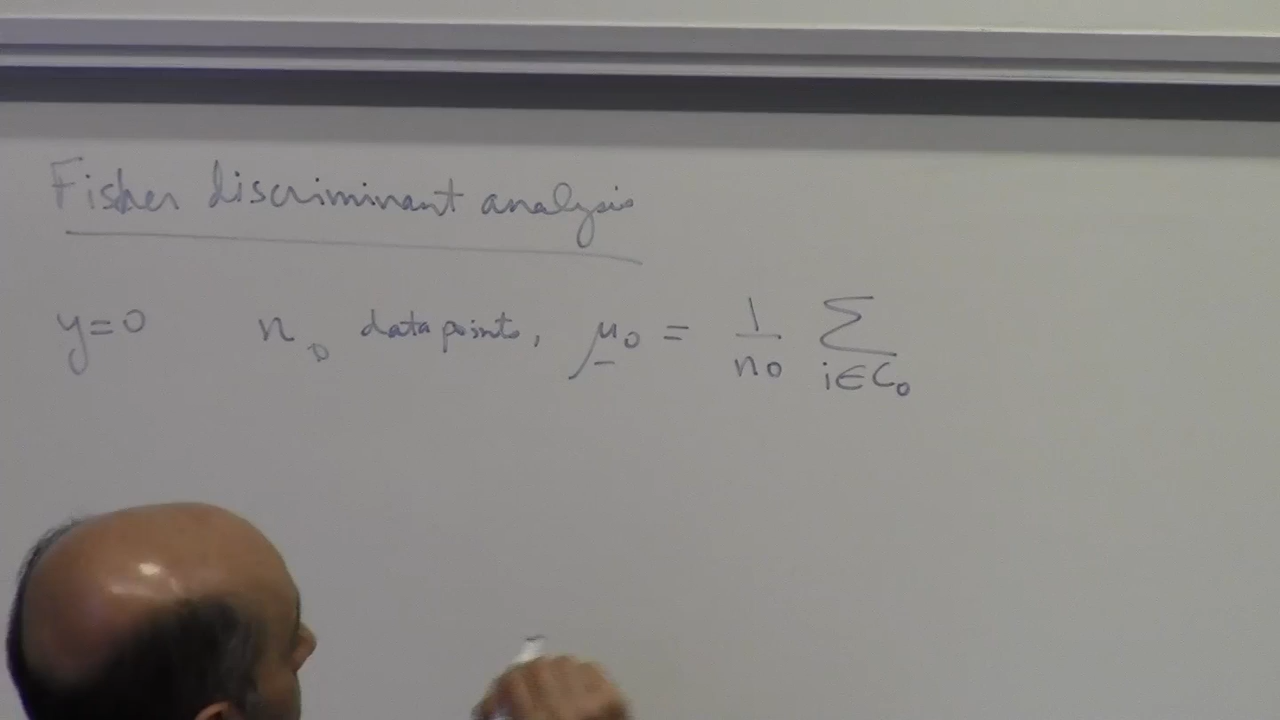 Fisher discriminant analysis
y=0 n₀ data points, μ₀ = 1/n₀ Σ i∈C₀